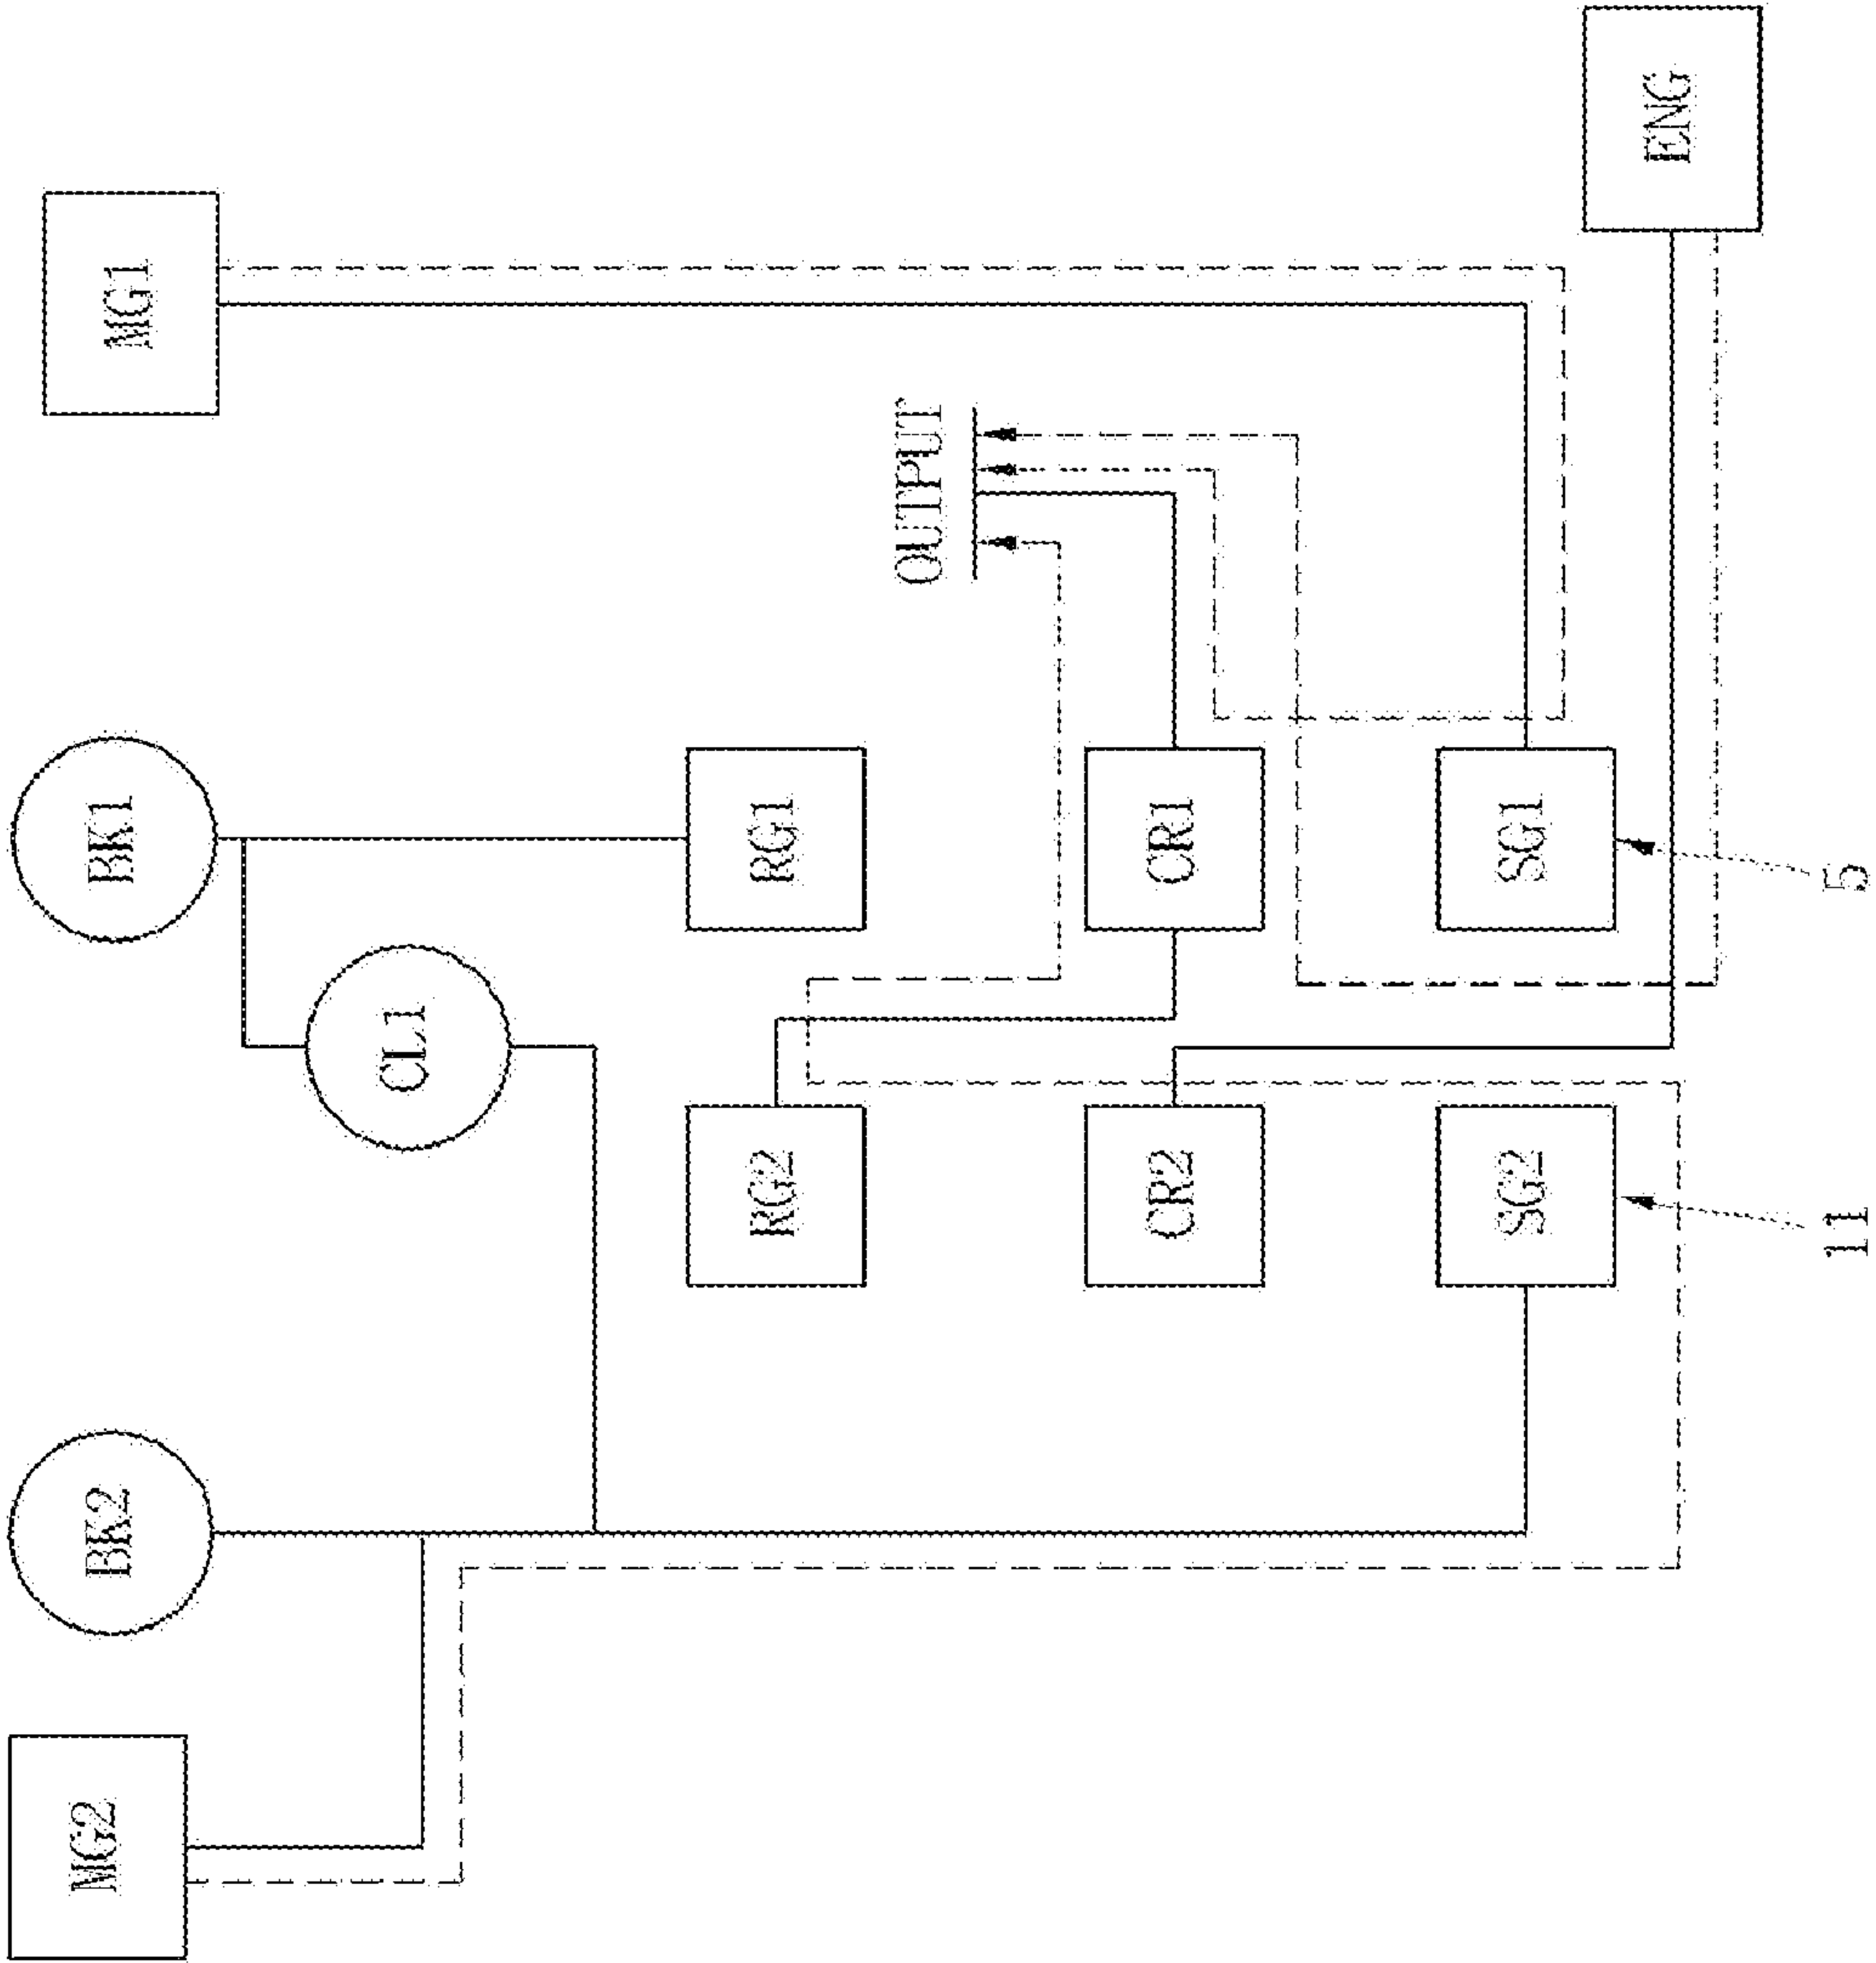 MG2
BK2
BK1
MG1
CL1
RG2
RG1
OUTPUT
CR2
CR1
SG2
SG1
ENG
11
5